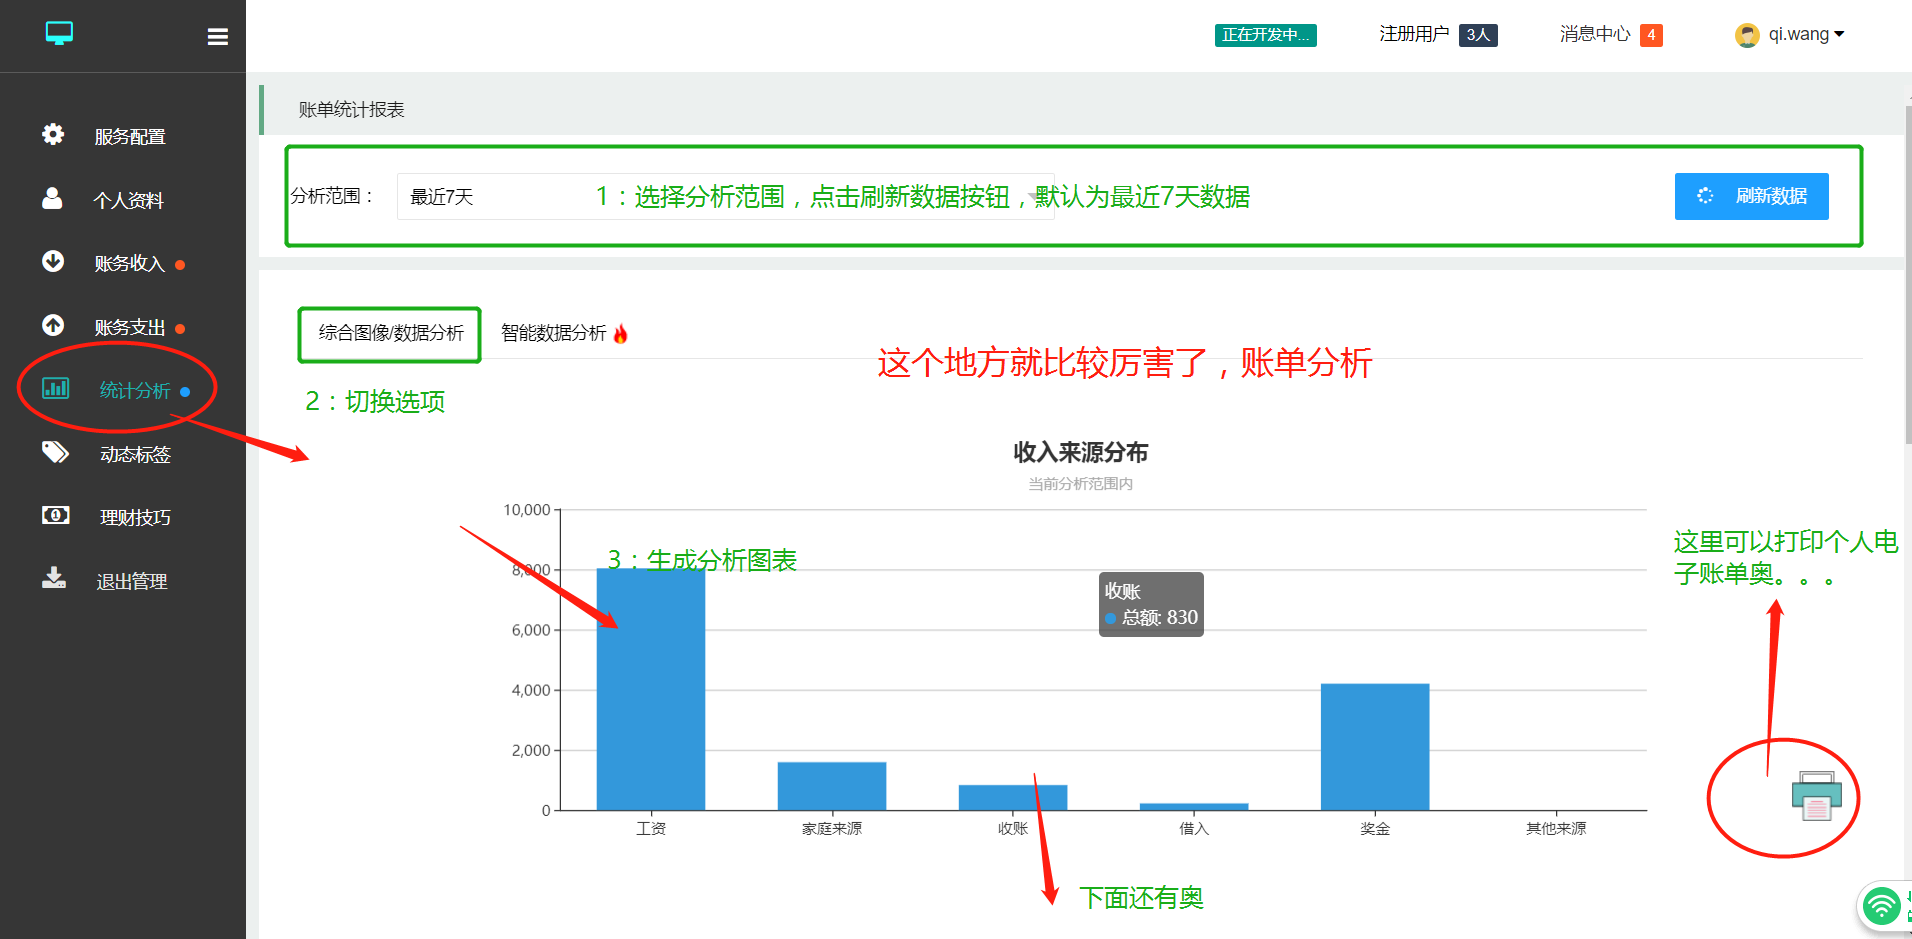 正在开发中...
注册用户 3人
消息中心 4
qi.wang
服务配置
个人资料
账务收入
账务支出
统计分析
动态标签
理财技巧
退出管理
账单统计报表
分析范围：
最近7天
1：选择分析范围，点击刷新数据按钮，默认为最近7天数据
刷新数据
综合图像/数据分析
智能数据分析
这个地方就比较厉害了，账单分析
2：切换选项
收入来源分布
当前分析范围内
10,000
8,000
6,000
4,000
2,000
0
3：生成分析图表
收账
总额: 830
工资
家庭来源
收账
借入
奖金
其他来源
这里可以打印个人电
子账单奥。。。
下面还有奥